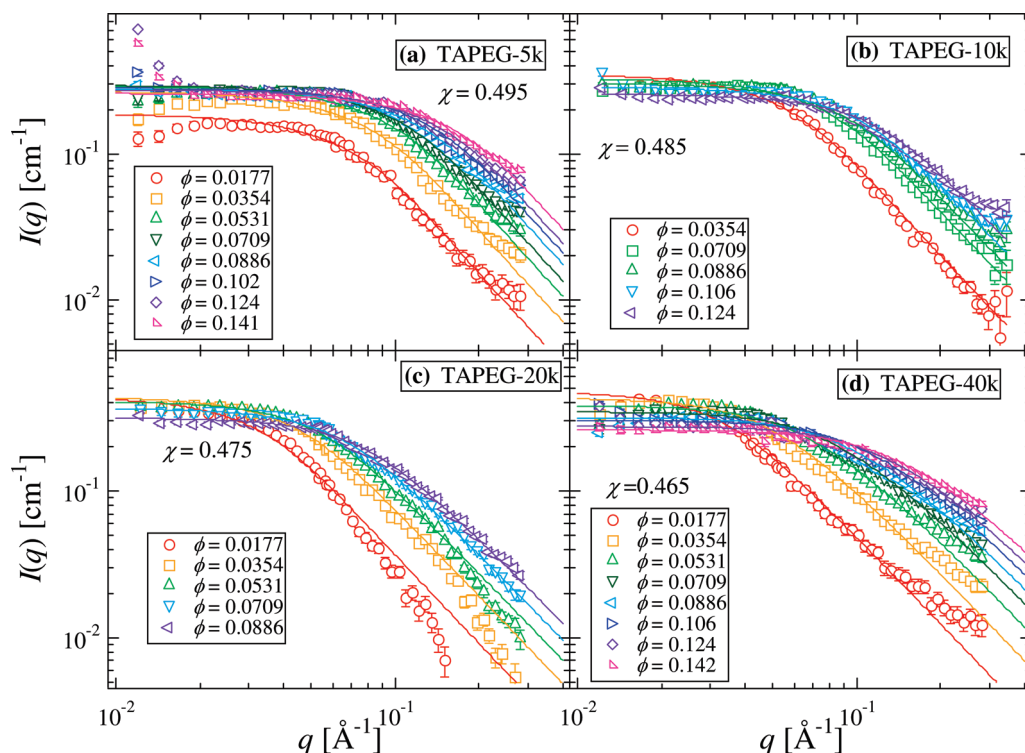 (a) TAPEG-5k
χ = 0.495
ϕ = 0.0177
ϕ = 0.0354
ϕ = 0.0531
ϕ = 0.0709
ϕ = 0.0886
ϕ = 0.102
ϕ = 0.124
ϕ = 0.141
I(q) [cm⁻¹]
10⁻¹
10⁻²
(b) TAPEG-10k
χ = 0.485
ϕ = 0.0354
ϕ = 0.0709
ϕ = 0.0886
ϕ = 0.106
ϕ = 0.124
(c) TAPEG-20k
χ = 0.475
ϕ = 0.0177
ϕ = 0.0354
ϕ = 0.0531
ϕ = 0.0709
ϕ = 0.0886
I(q) [cm⁻¹]
10⁻¹
10⁻²
10⁻² 10⁻¹
q [Å⁻¹]
(d) TAPEG-40k
χ =0.465
ϕ = 0.0177
ϕ = 0.0354
ϕ = 0.0531
ϕ = 0.0709
ϕ = 0.0886
ϕ = 0.106
ϕ = 0.124
ϕ = 0.142
10⁻² 10⁻¹
q [Å⁻¹]